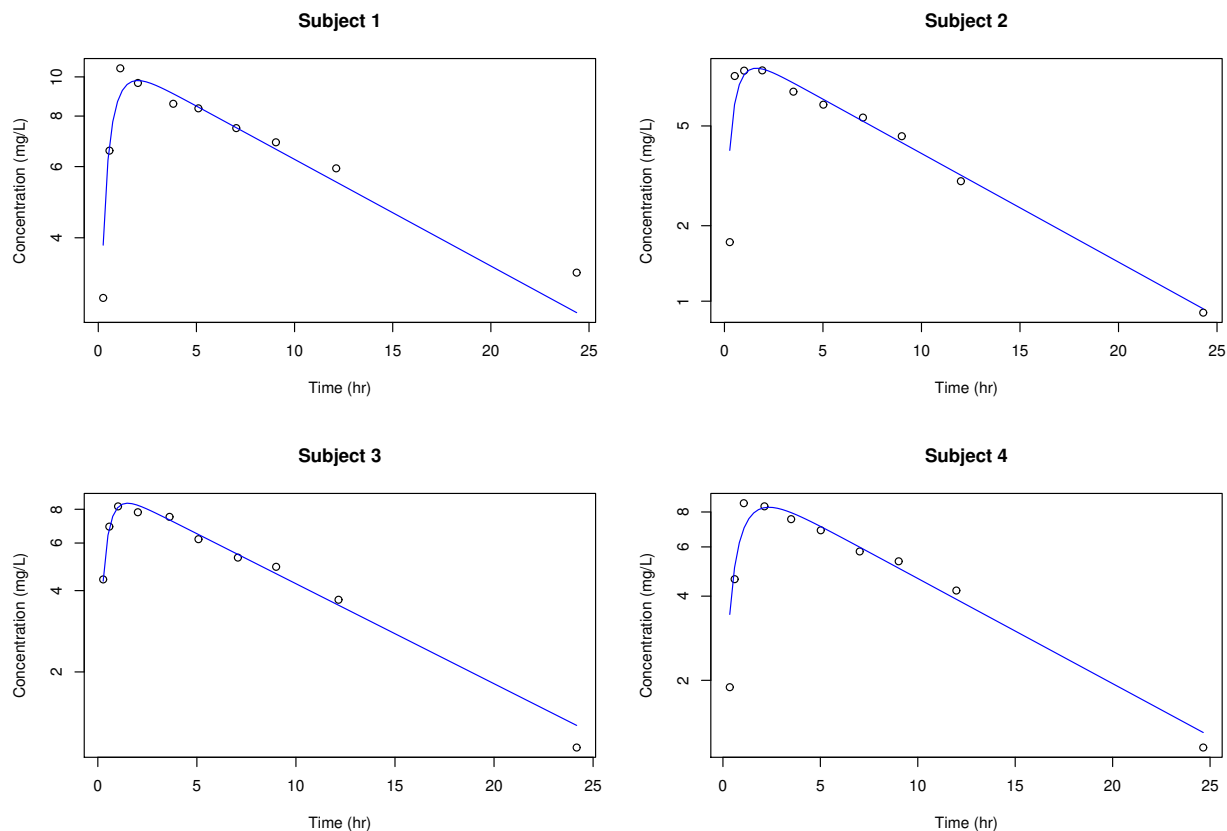 Subject 1
Concentration (mg/L)
10
8
6
4
0 5 10 15 20 25
Time (hr)
Subject 2
Concentration (mg/L)
5
2
1
0 5 10 15 20 25
Time (hr)
Subject 3
Concentration (mg/L)
8
6
4
2
0 5 10 15 20 25
Time (hr)
Subject 4
Concentration (mg/L)
8
6
4
2
0 5 10 15 20 25
Time (hr)